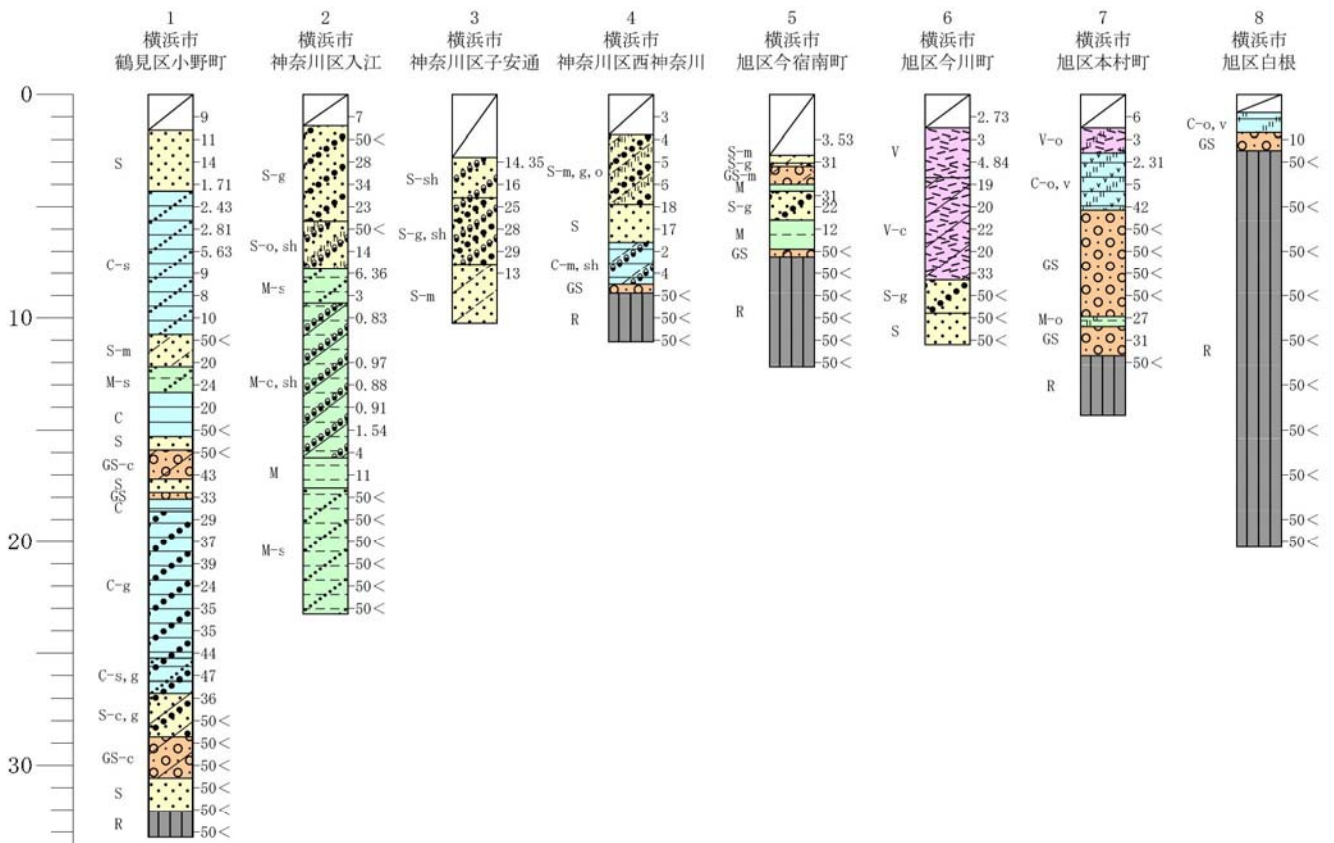 1
横浜市
鶴見区小野町
2
横浜市
神奈川区入江
3
横浜市
神奈川区子安通
4
横浜市
神奈川区西神奈川
5
横浜市
旭区今宿南町
6
横浜市
旭区今川町
7
横浜市
旭区本村町
8
横浜市
旭区白根
0
10
20
30
S
C-s
S-m
M-s
C
S
GS-c
S
GS
C
C-g
C-s,g
S-c,g
GS-c
S
R
9
11
14
1.71
2.43
2.81
5.63
9
8
10
50<
20
24
20
50<
50<
43
33
29
37
39
24
35
35
44
47
36
50<
50<
50<
50<
50<
50<
S-g
S-o,sh
M-s
M-c,sh
M
M-s
7
50<
28
34
23
50<
14
6.36
3
0.83
0.97
0.88
0.91
1.54
4
11
50<
50<
50<
50<
50<
50<
S-sh
S-g,sh
S-m
14.35
16
25
28
29
13
S-m,g,o
S
C-m,sh
GS
R
3
4
5
6
18
17
2
4
50<
50<
50<
S-m
S-g
GS-m
M
S-g
M
GS
R
3.53
31
31
22
12
50<
50<
50<
50<
50<
50<
V
V-c
S-g
S
2.73
3
4.84
19
20
22
20
33
50<
50<
50<
V-o
C-o,v
GS
M-o
GS
R
6
3
2.31
5
42
50<
50<
50<
50<
27
31
50<
C-o,v
GS
R
10
50<
50<
50<
50<
50<
50<
50<
50<
50<
50<